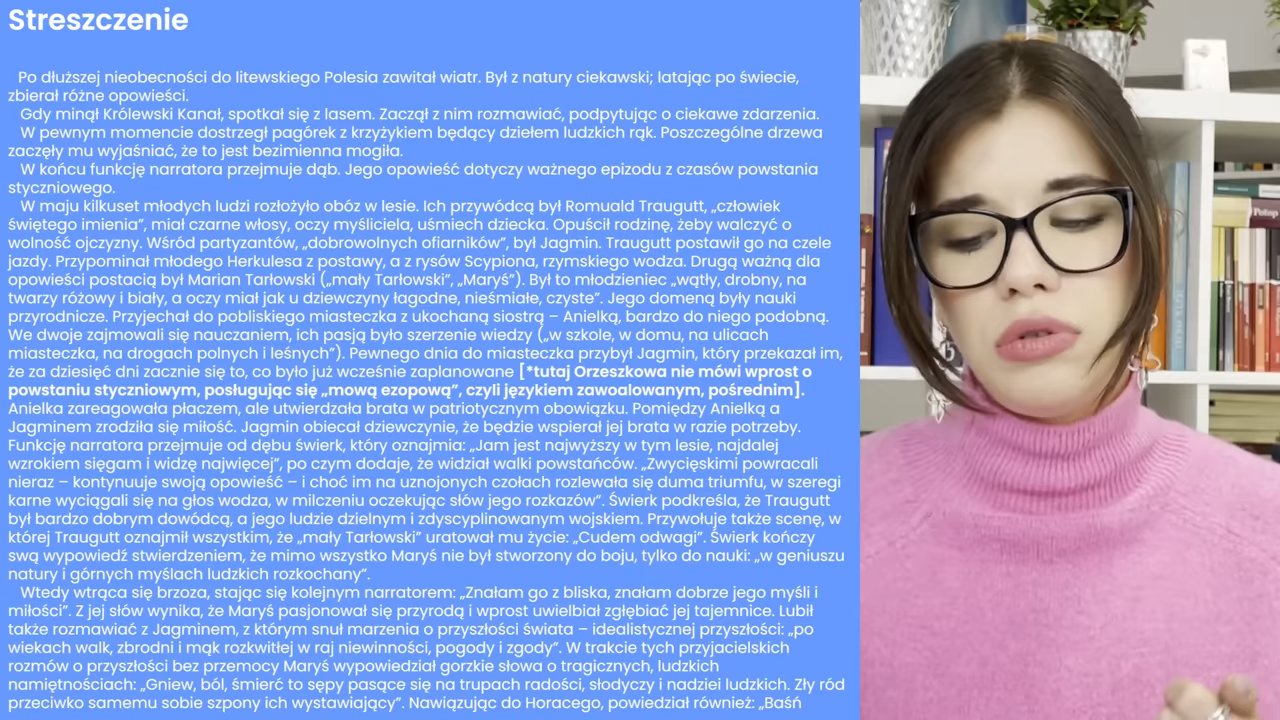 Streszczenie
Po dłuższej nieobecności do litewskiego Polesia zawitał wiatr. Był z natury ciekawski; latając po świecie,
zbierał różne opowieści.
Gdy minął Królewski Kanał, spotkał się z lasem. Zaczął z nim rozmawiać, podpytując o ciekawe zdarzenia.
W pewnym momencie dostrzegł pagórek z krzyżykiem będący dziełem ludzkich rąk. Poszczególne drzewa
zaczęły mu wyjaśniać, że to jest bezimienna mogiła.
W końcu funkcję narratora przejmuje dąb. Jego opowieść dotyczy ważnego epizodu z czasów powstania
styczniowego.
W maju kilkuset młodych ludzi rozłożyło obóz w lesie. Ich przywódcą był Romuald Traugutt, „człowiek
świętego imienia”, miał czarne włosy, oczy myśliciela, uśmiech dziecka. Opuścił rodzinę, żeby walczyć o
wolność ojczyzny. Wśród partyzantów, „dobrowolnych ofiarników”, był Jagmin. Traugutt postawił go na czele
jazdy. Przypominał młodego Herkulesa z postawy, a z rysów Scypiona, rzymskiego wodza. Drugą ważną dla
opowieści postacią był Marian Tarłowski („mały Tarłowski”, „Maryś”). Był to młodzieniec „wątły, drobny, na
twarzy różowy i biały, a oczy miał jak u dziewczyny łagodne, nieśmiałe, czyste”. Jego domeną były nauki
przyrodnicze. Przyjechał do pobliskiego miasteczka z ukochaną siostrą – Anielką, bardzo do niego podobną.
We dwoje zajmowali się nauczaniem, ich pasją było szerzenie wiedzy („w szkole, w domu, na ulicach
miasteczka, na drogach polnych i leśnych”). Pewnego dnia do miasteczka przybył Jagmin, który przekazał im,
że za dziesięć dni zacznie się to, co było już wcześnie zaplanowane [*tutaj Orzeszkowa nie mówi wprost o
powstaniu styczniowym, posługując się „mową ezopową”, czyli językiem zawoalowanym, pośrednim].
Anielka zareagowała płaczem, ale utwierdzała brata w patriotycznym obowiązku. Pomiędzy Anielką a
Jagminem zrodziła się miłość. Jagmin obiecał dziewczynie, że będzie wspierał jej brata w razie potrzeby.
Funkcję narratora przejmuje od dębu świerk, który oznajmia: „Jam jest najwyższy w tym lesie, najdalej
wzrokiem sięgam i widzę najwięcej”, po czym dodaje, że widział walki powstańców. „Zwycięskimi powracali
nieraz – kontynuuje swoją opowieść – i choć im na uznojonych czołach rozlewała się duma triumfu, w szeregi
karne wyciągali się na głos wodza, w milczeniu oczekując słów jego rozkazów”. Świerk podkreśla, że Traugutt
był bardzo dobrym dowódcą, a jego ludzie dzielnym i zdyscyplinowanym wojskiem. Przywołuje także scenę, w
której Traugutt oznajmił wszystkim, że „mały Tarłowski” uratował mu życie: „Cudem odwagi”. Świerk kończy
swą wypowiedź stwierdzeniem, że mimo wszystko Maryś nie był stworzony do boju, tylko do nauki: „w geniuszu
natury i górnych myślach ludzkich rozkochany”.
Wtedy wtrąca się brzoza, stając się kolejnym narratorem: „Znałam go z bliska, znałam dobrze jego myśli i
miłości”. Z jej słów wynika, że Maryś pasjonował się przyrodą i wprost uwielbiał zgłębiać jej tajemnice. Lubił
także rozmawiać z Jagminem, z którym snuł marzenia o przyszłości świata – idealistycznej przyszłości: „po
wiekach walk, zbrodni i mąk rozkwitłej w raj niewinności, pogody i zgody”. W trakcie tych przyjacielskich
rozmów o przyszłości bez przemocy Maryś wypowiedział gorzkie słowa o tragicznych, ludzkich
namiętnościach: „Gniew, ból, śmierć to sępy pasące się na trupach radości, słodyczy i nadziei ludzkich. Zły ród
przeciwko samemu sobie szpony ich wystawiający”. Nawiązując do Horacego, powiedział również: „Baśń